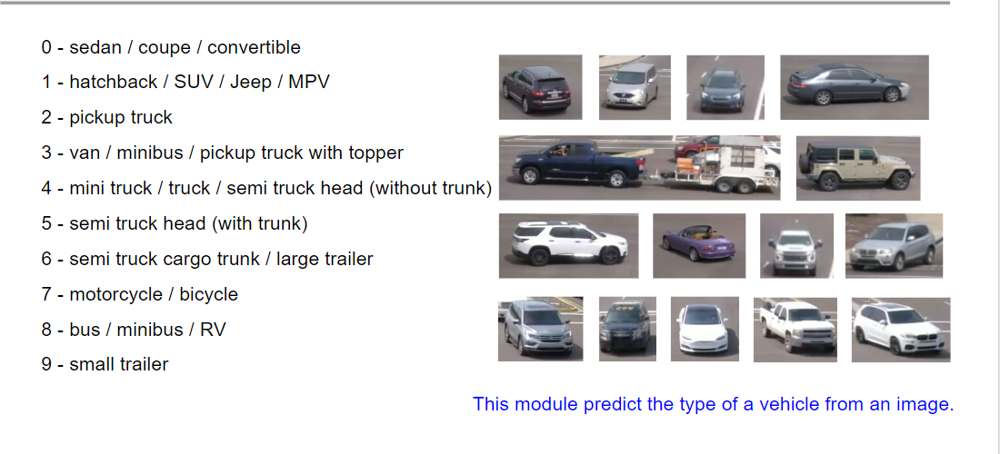 0 - sedan / coupe / convertible
1 - hatchback / SUV / Jeep / MPV
2 - pickup truck
3 - van / minibus / pickup truck with topper
4 - mini truck / truck / semi truck head (without trunk)
5 - semi truck head (with trunk)
6 - semi truck cargo trunk / large trailer
7 - motorcycle / bicycle
8 - bus / minibus / RV
9 - small trailer
This module predict the type of a vehicle from an image.